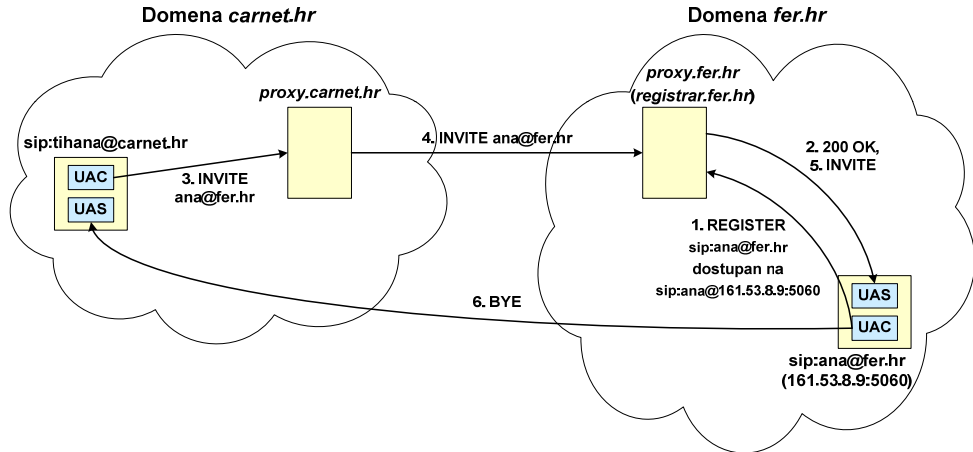 Domena carnet.hr
Domena fer.hr
proxy.carnet.hr
proxy.fer.hr
(registrar.fer.hr)
sip:tihana@carnet.hr
UAC
UAS
3. INVITE
ana@fer.hr
4. INVITE ana@fer.hr
2. 200 OK,
5. INVITE
1. REGISTER
sip:ana@fer.hr
dostupan na
sip:ana@161.53.8.9:5060
6. BYE
UAS
UAC
sip:ana@fer.hr
(161.53.8.9:5060)